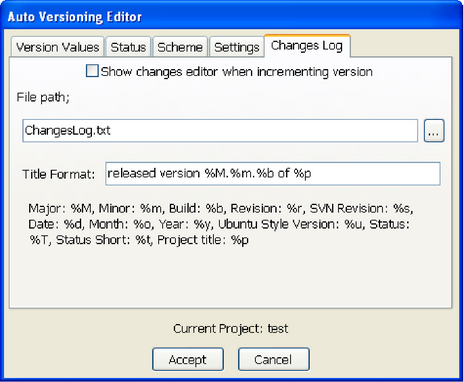 Auto Versioning Editor
Version Values Status Scheme Settings Changes Log
Show changes editor when incrementing version
File path;
ChangesLog.txt ...
Title Format: released version %M.%m.%b of %p
Major: %M, Minor: %m, Build: %b, Revision: %r, SVN Revision: %s,
Date: %d, Month: %o, Year: %y, Ubuntu Style Version: %u, Status:
%T, Status Short: %t, Project title: %p
Current Project: test
Accept Cancel